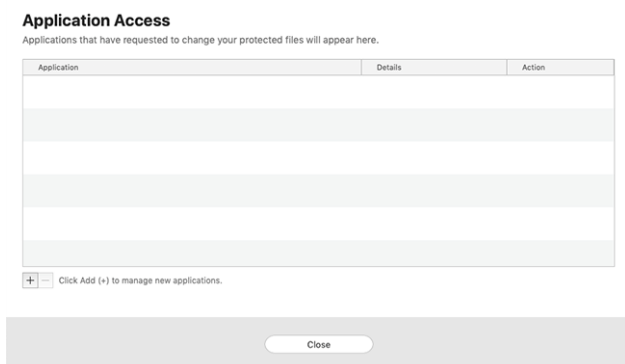 Application Access
Applications that have requested to change your protected files will appear here.
Application Details Action
+ − Click Add (+) to manage new applications.
Close